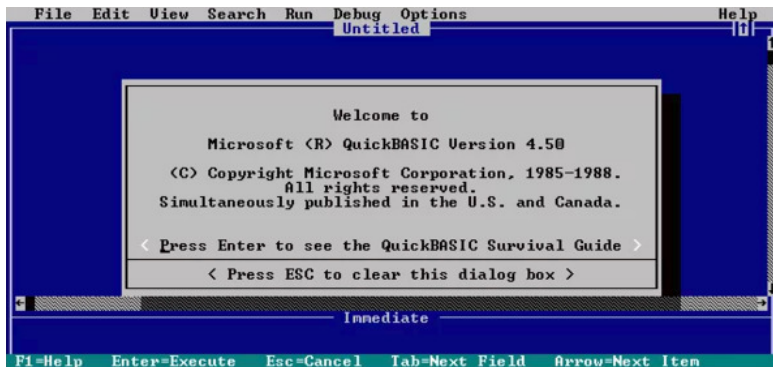 File Edit View Search Run Debug Options Help
Untitled
Welcome to
Microsoft (R) QuickBASIC Version 4.50
(C) Copyright Microsoft Corporation, 1985-1988.
All rights reserved.
Simultaneously published in the U.S. and Canada.
< Press Enter to see the QuickBASIC Survival Guide >
< Press ESC to clear this dialog box >
Immediate
F1=Help Enter=Execute Esc=Cancel Tab=Next Field Arrow=Next Item